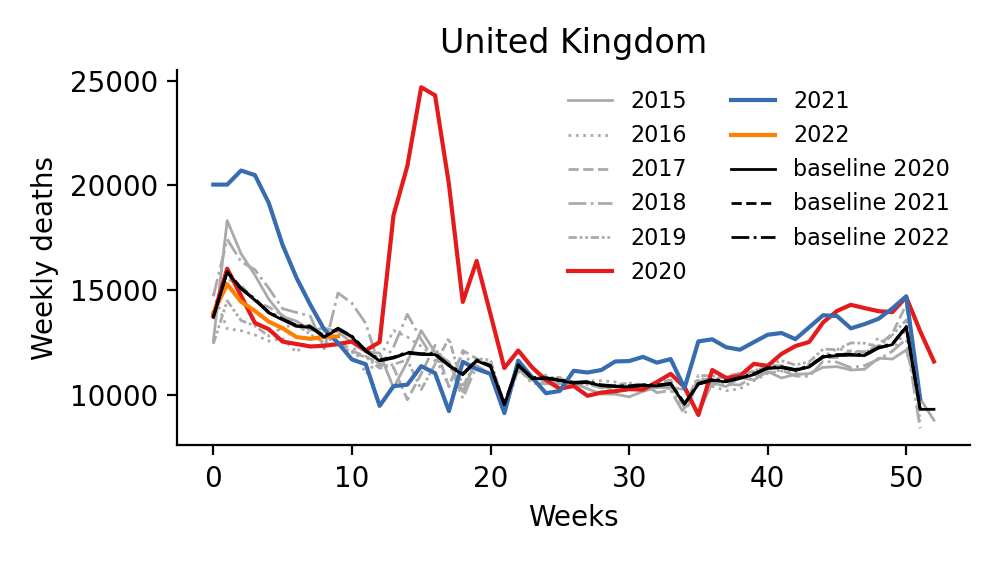 United Kingdom
25000
20000
15000
10000
Weekly deaths
2015
2016
2017
2018
2019
2020
2021
2022
baseline 2020
baseline 2021
baseline 2022
0 10 20 30 40 50
Weeks